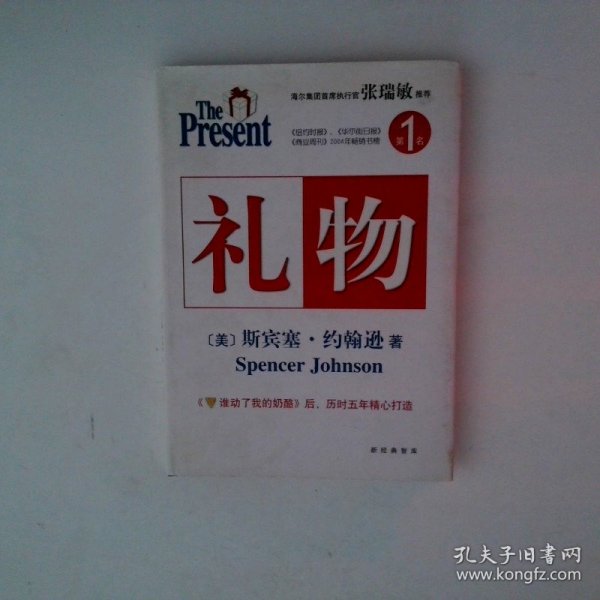 The
Present
海尔集团首席执行官张瑞敏推荐
《纽约时报》、《华尔街日报》
《商业周刊》2004年畅销书榜
第1名
礼物
〔美〕斯宾塞·约翰逊 著
Spencer Johnson
《谁动了我的奶酪》后、历时五年精心打造
新经典智库
孔夫子旧书网
www.kongfz.com